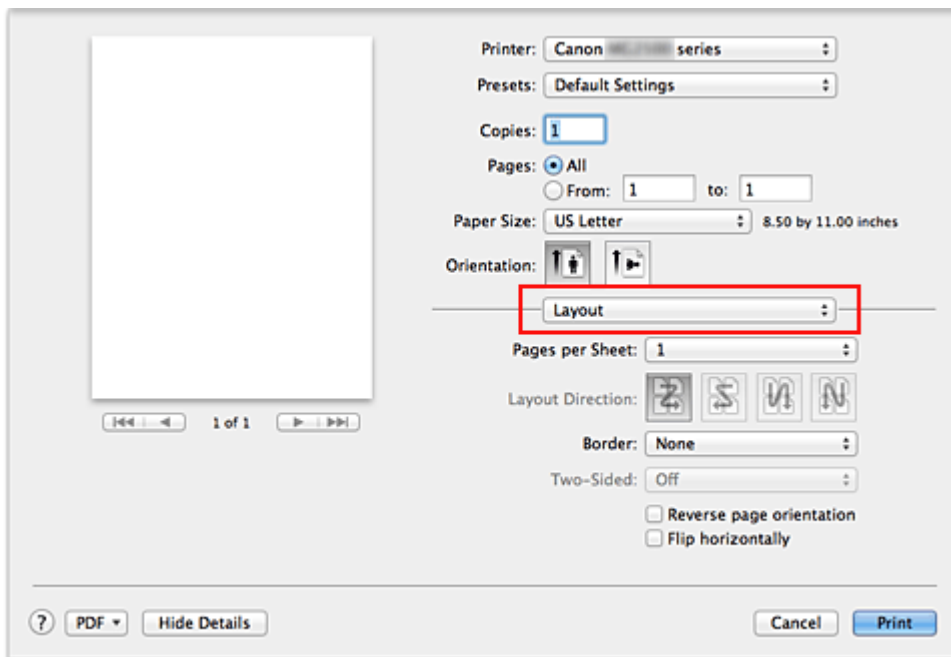 Printer: Canon series
Presets: Default Settings
Copies: 1
Pages: All
From: 1 to: 1
Paper Size: US Letter 8.50 by 11.00 inches
Orientation:
Layout
Pages per Sheet: 1
Layout Direction:
1 of 1
Border: None
Two-Sided: Off
Reverse page orientation
Flip horizontally
? PDF Hide Details Cancel Print